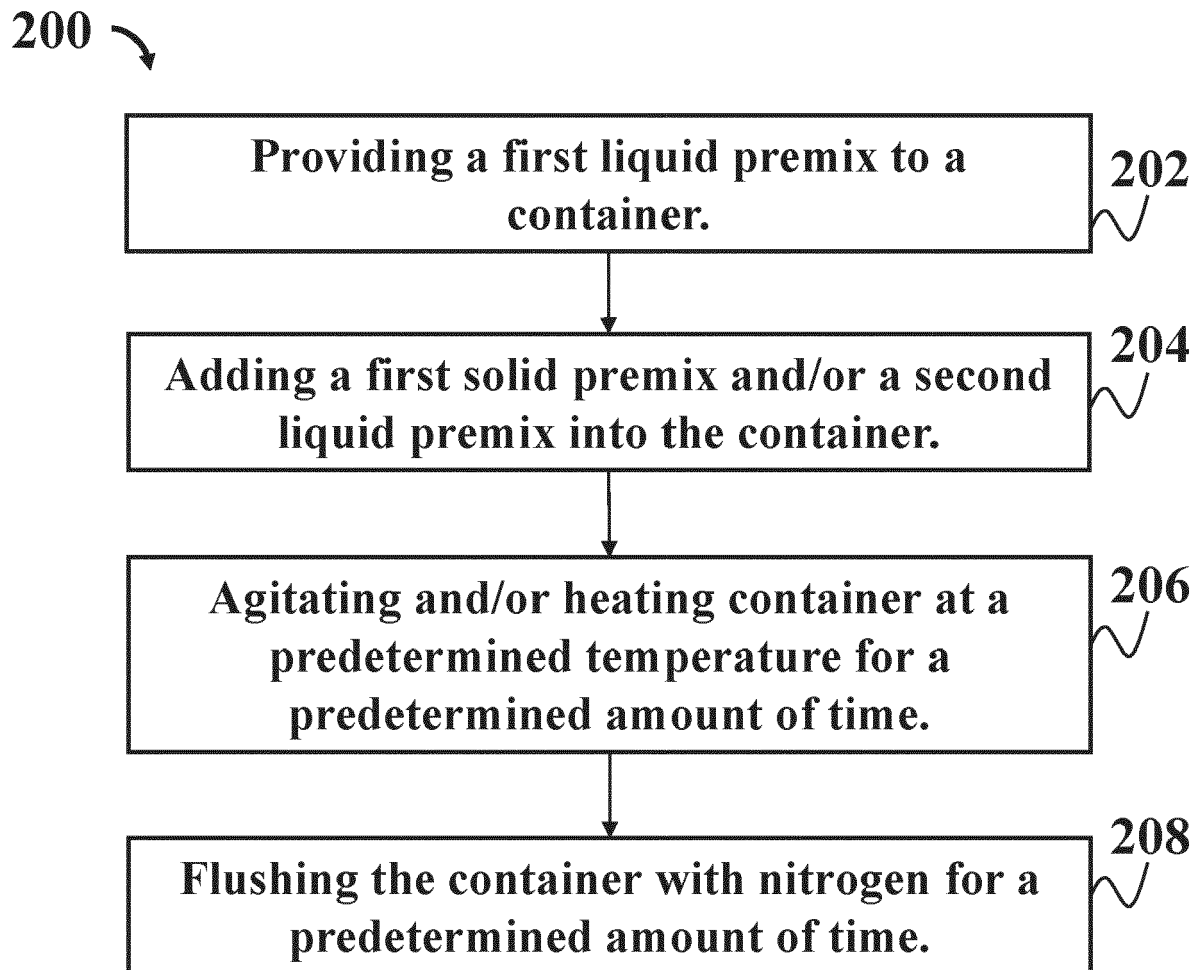 200
Providing a first liquid premix to a
container.
202
Adding a first solid premix and/or a second
liquid premix into the container.
204
Agitating and/or heating container at a
predetermined temperature for a
predetermined amount of time.
206
Flushing the container with nitrogen for a
predetermined amount of time.
208